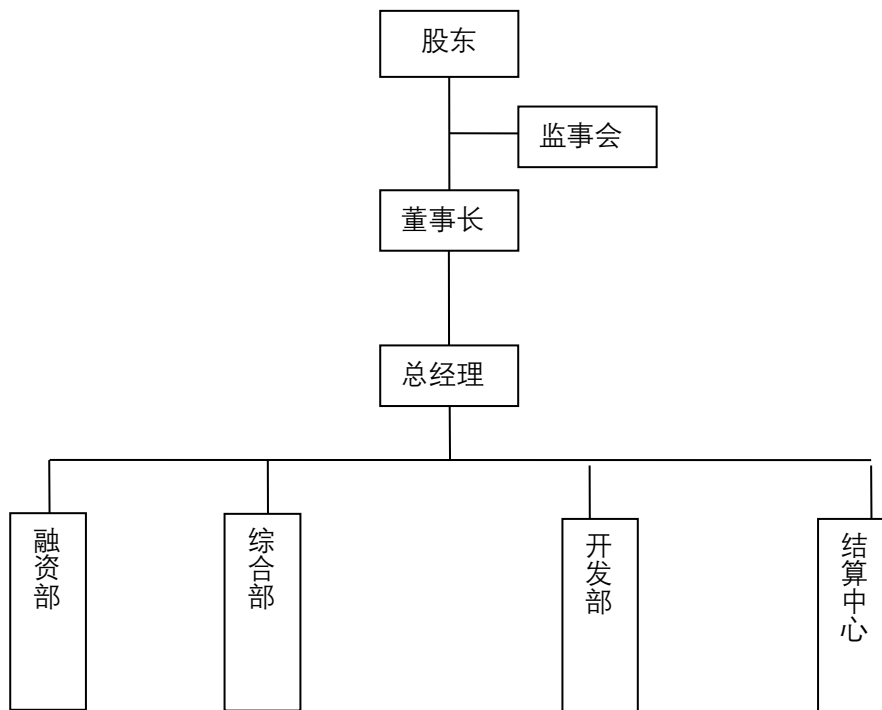 股东
监事会
董事长
总经理
融资部
综合部
开发部
结算中心